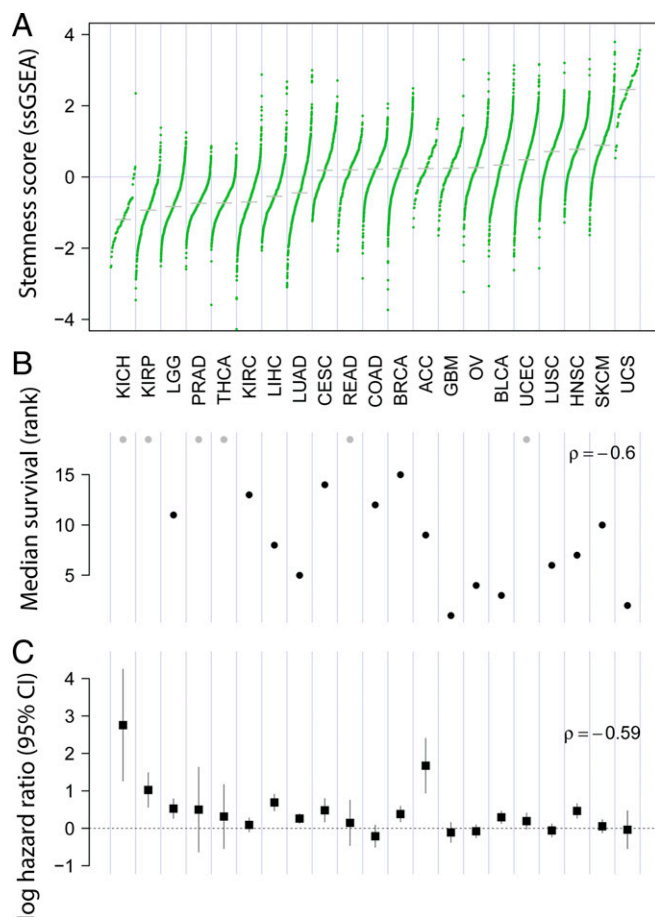 A
Stemness score (ssGSEA)
4
2
0
−2
−4
KICH
KIRP
LGG
PRAD
THCA
KIRC
LIHC
LUAD
CESC
READ
COAD
BRCA
ACC
GBM
OV
BLCA
UCEC
LUSC
HNSC
SKCM
UCS
B
Median survival (rank)
15
10
5
ρ = −0.6
C
log hazard ratio (95% CI)
4
3
2
1
0
−1
ρ = −0.59